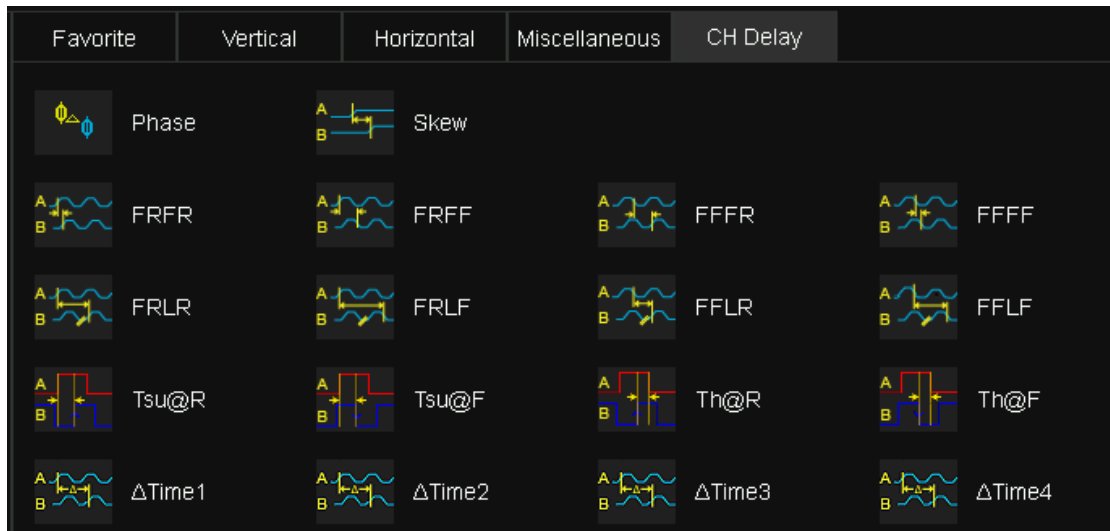 Favorite Vertical Horizontal Miscellaneous CH Delay
A B Phase Skew
A B FRFR A B FRFF A B FFFR A B FFFF
A B FRLR A B FRLF A B FFLR A B FFLF
A B Tsu@R A B Tsu@F A B Th@R A B Th@F
A B ΔTime1 A B ΔTime2 A B ΔTime3 A B ΔTime4